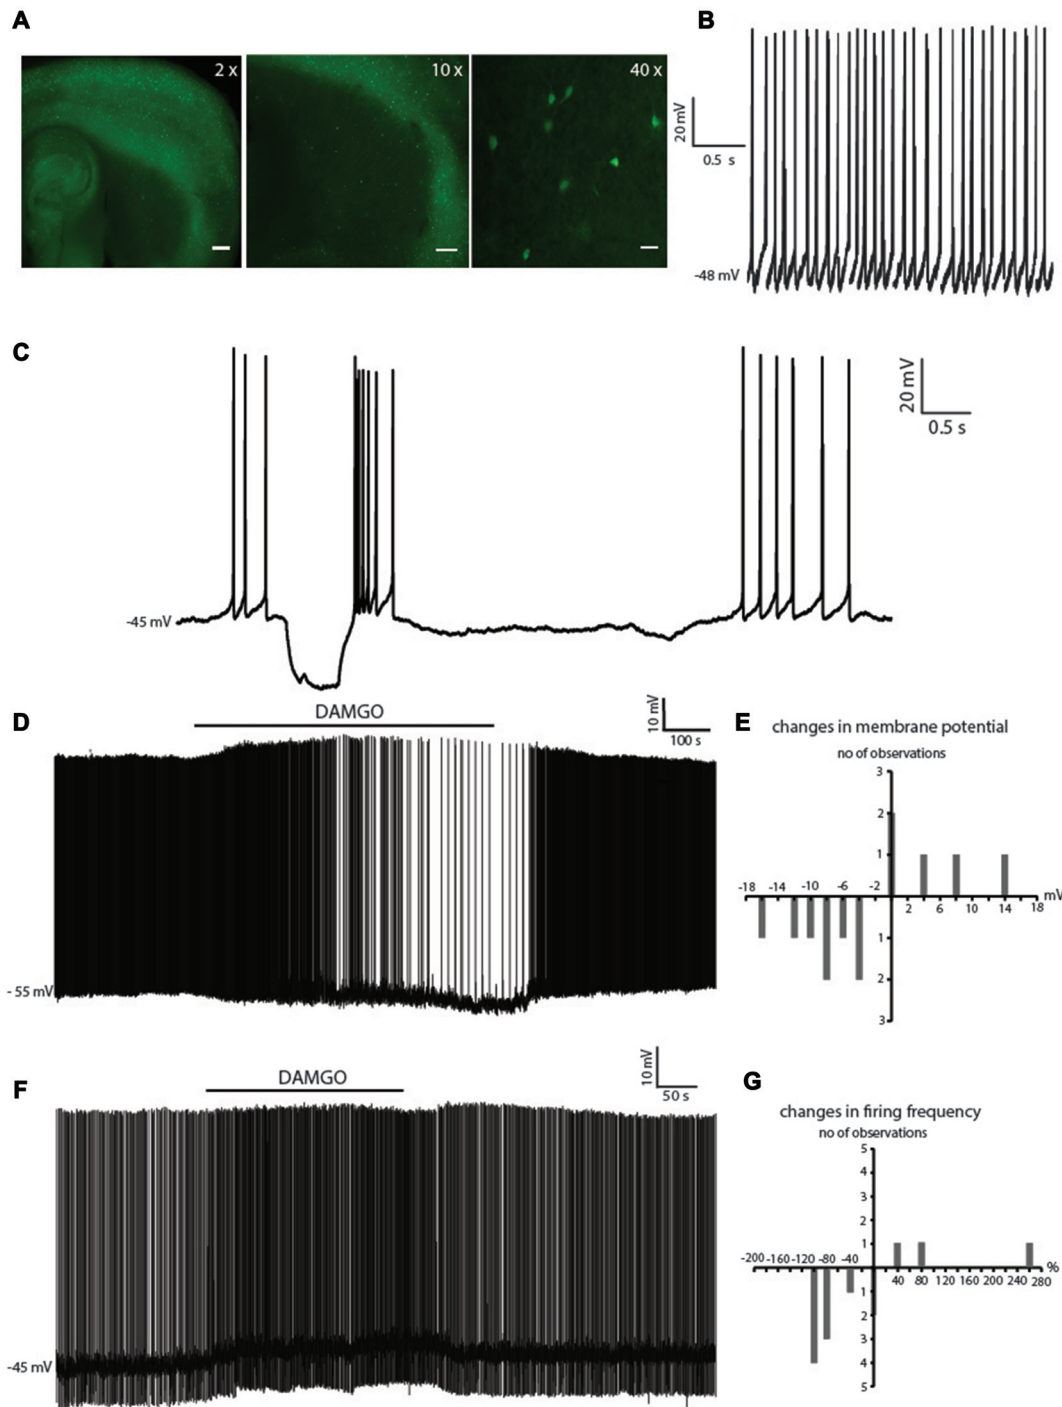 A
2 x
10 x
40 x
B
20 mV
0.5 s
-48 mV
C
20 mV
0.5 s
-45 mV
D
DAMGO
10 mV
100 s
- 55 mV
E
changes in membrane potential
no of observations
3
2
1
-18 -14 -10 -6 -2
mV
2 6 10 14 18
1
2
3
F
DAMGO
10 mV
50 s
-45 mV
G
changes in firing frequency
no of observations
5
4
3
2
1
-200 -160 -120 -80 -40
%
40 80 120 160 200 240 280
1
2
3
4
5